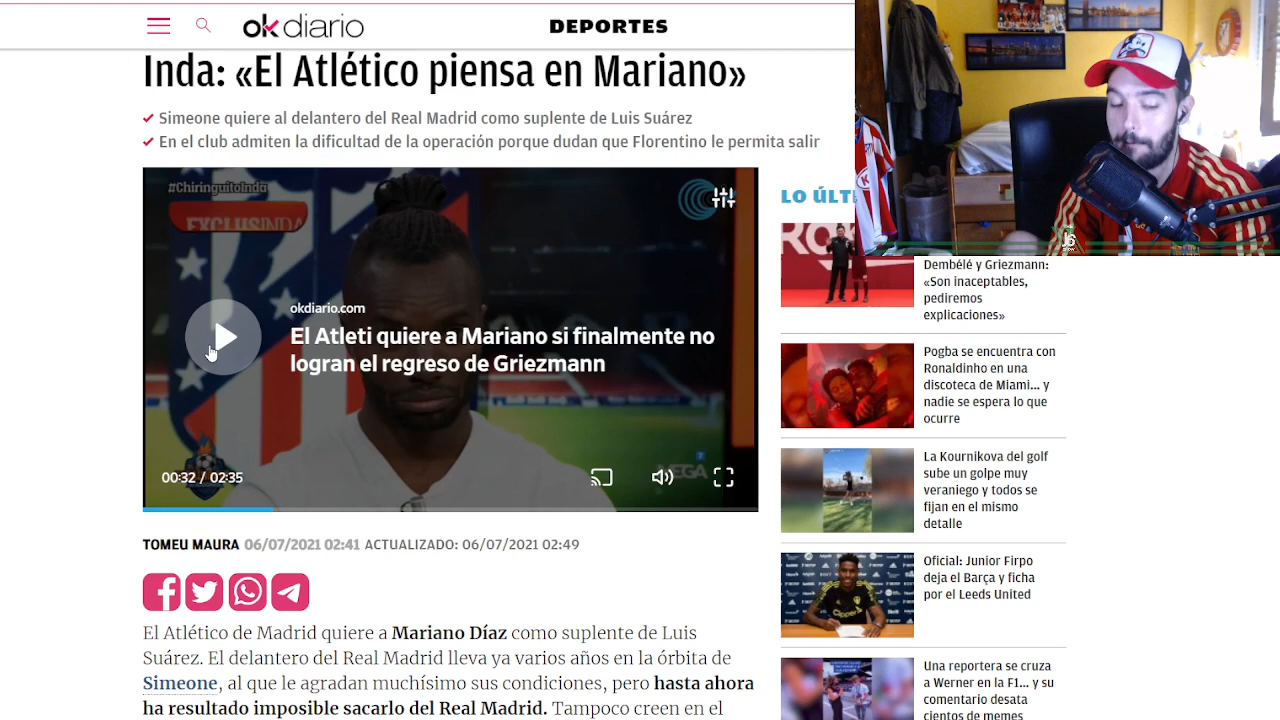 okdiario
DEPORTES
Inda: «El Atlético piensa en Mariano»
Simeone quiere al delantero del Real Madrid como suplente de Luis Suárez
En el club admiten la dificultad de la operación porque dudan que Florentino le permita salir
#ChiringuitoInda
EXCLUSINDA
okdiario.com
El Atleti quiere a Mariano si finalmente no
logran el regreso de Griezmann
00:32 / 02:35
MEGA
TOMEU MAURA 06/07/2021 02:41 ACTUALIZADO: 06/07/2021 02:49
El Atlético de Madrid quiere a Mariano Díaz como suplente de Luis
Suárez. El delantero del Real Madrid lleva ya varios años en la órbita de
Simeone, al que le agradan muchísimo sus condiciones, pero hasta ahora
ha resultado imposible sacarlo del Real Madrid. Tampoco creen en el
LO ÚLT
Dembélé y Griezmann:
«Son inaceptables,
pediremos
explicaciones»
Pogba se encuentra con
Ronaldinho en una
discoteca de Miami... y
nadie se espera lo que
ocurre
La Kournikova del golf
sube un golpe muy
veraniego y todos se
fijan en el mismo
detalle
Oficial: Junior Firpo
deja el Barça y ficha
por el Leeds United
Una reportera se cruza
a Werner en la F1... y su
comentario desata
cientos de memes